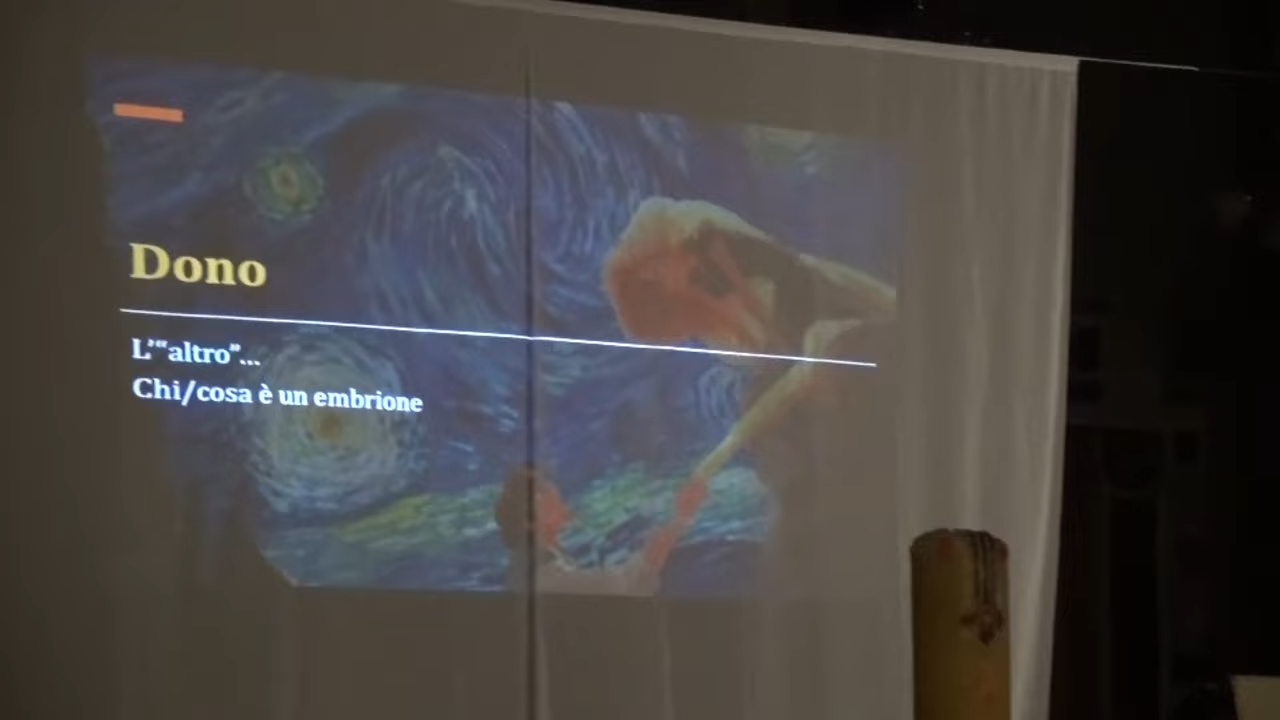 Dono
L’“altro”...
Chi/cosa è un embrione